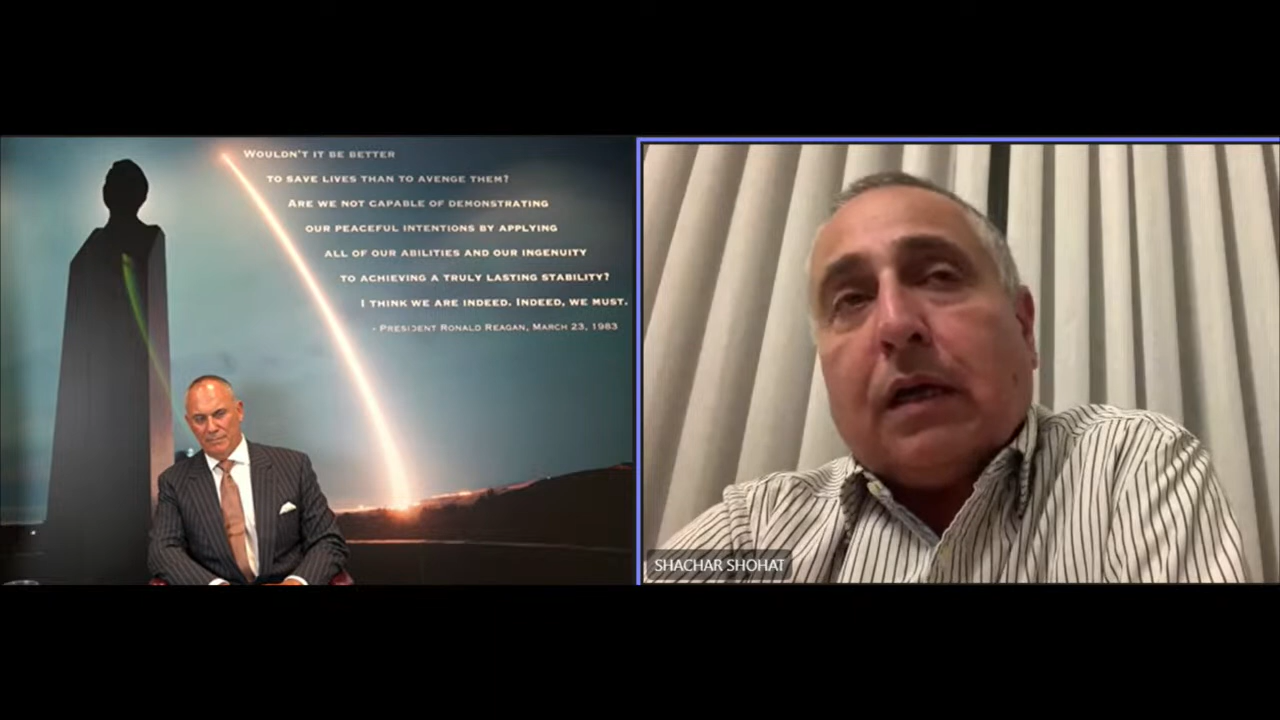 WOULDN'T IT BE BETTER
TO SAVE LIVES THAN TO AVENGE THEM?
ARE WE NOT CAPABLE OF DEMONSTRATING
OUR PEACEFUL INTENTIONS BY APPLYING
ALL OF OUR ABILITIES AND OUR INGENUITY
TO ACHIEVING A TRULY LASTING STABILITY?
I THINK WE ARE INDEED. INDEED, WE MUST.
- PRESIDENT RONALD REAGAN, MARCH 23, 1983
SHACHAR SHOHAT